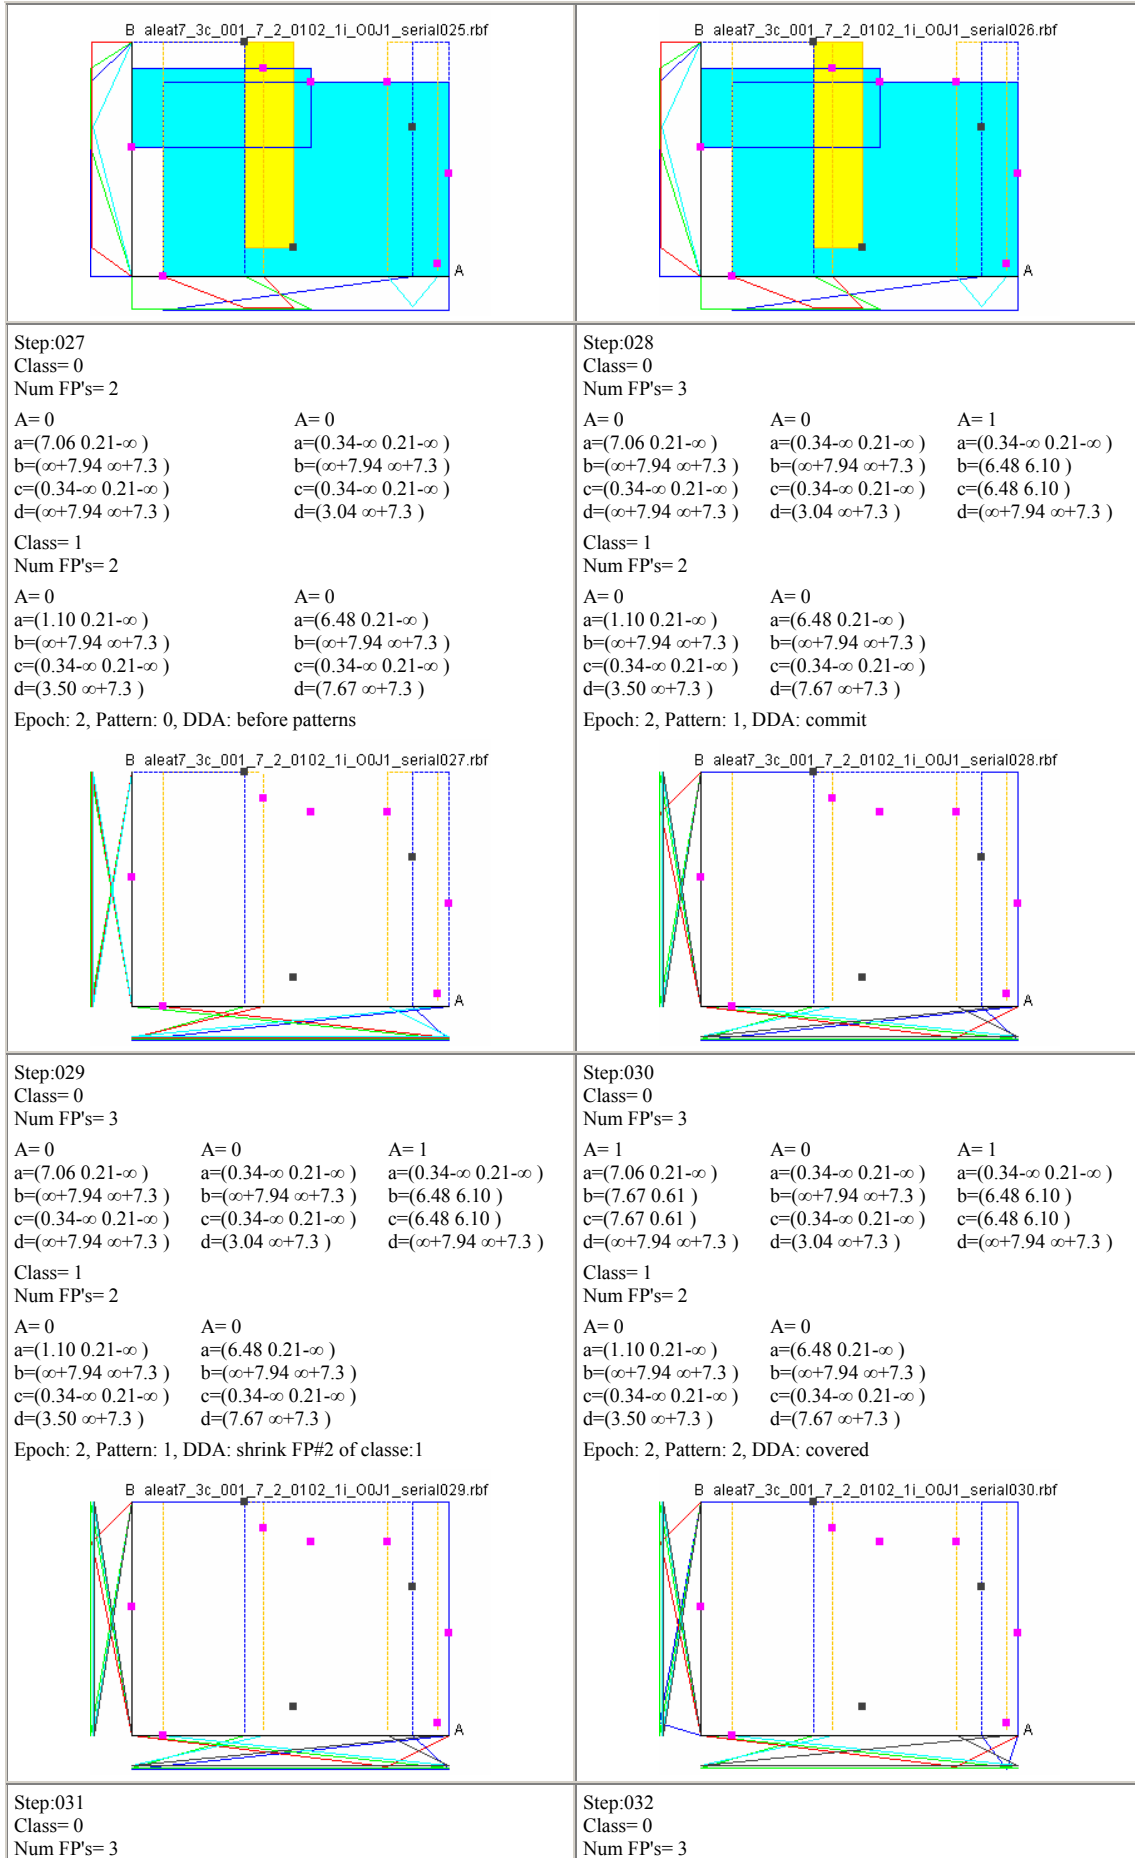 B aleat7_3c_001_7_2_0102_1i_O0J1_serial025.rbf
A
B aleat7_3c_001_7_2_0102_1i_O0J1_serial026.rbf
A
Step:027
Class= 0
Num FP's= 2
A= 0 A= 0
a=(7.06 0.21-∞ ) a=(0.34-∞ 0.21-∞ )
b=(∞+7.94 ∞+7.3 ) b=(∞+7.94 ∞+7.3 )
c=(0.34-∞ 0.21-∞ ) c=(0.34-∞ 0.21-∞ )
d=(∞+7.94 ∞+7.3 ) d=(3.04 ∞+7.3 )
Class= 1
Num FP's= 2
A= 0 A= 0
a=(1.10 0.21-∞ ) a=(6.48 0.21-∞ )
b=(∞+7.94 ∞+7.3 ) b=(∞+7.94 ∞+7.3 )
c=(0.34-∞ 0.21-∞ ) c=(0.34-∞ 0.21-∞ )
d=(3.50 ∞+7.3 ) d=(7.67 ∞+7.3 )
Epoch: 2, Pattern: 0, DDA: before patterns
B aleat7_3c_001_7_2_0102_1i_O0J1_serial027.rbf
A
Step:028
Class= 0
Num FP's= 3
A= 0 A= 0 A= 1
a=(7.06 0.21-∞ ) a=(0.34-∞ 0.21-∞ ) a=(0.34-∞ 0.21-∞ )
b=(∞+7.94 ∞+7.3 ) b=(∞+7.94 ∞+7.3 ) b=(6.48 6.10 )
c=(0.34-∞ 0.21-∞ ) c=(0.34-∞ 0.21-∞ ) c=(6.48 6.10 )
d=(∞+7.94 ∞+7.3 ) d=(3.04 ∞+7.3 ) d=(∞+7.94 ∞+7.3 )
Class= 1
Num FP's= 2
A= 0 A= 0
a=(1.10 0.21-∞ ) a=(6.48 0.21-∞ )
b=(∞+7.94 ∞+7.3 ) b=(∞+7.94 ∞+7.3 )
c=(0.34-∞ 0.21-∞ ) c=(0.34-∞ 0.21-∞ )
d=(3.50 ∞+7.3 ) d=(7.67 ∞+7.3 )
Epoch: 2, Pattern: 1, DDA: commit
B aleat7_3c_001_7_2_0102_1i_O0J1_serial028.rbf
A
Step:029
Class= 0
Num FP's= 3
A= 0 A= 0 A= 1
a=(7.06 0.21-∞ ) a=(0.34-∞ 0.21-∞ ) a=(0.34-∞ 0.21-∞ )
b=(∞+7.94 ∞+7.3 ) b=(∞+7.94 ∞+7.3 ) b=(6.48 6.10 )
c=(0.34-∞ 0.21-∞ ) c=(0.34-∞ 0.21-∞ ) c=(6.48 6.10 )
d=(∞+7.94 ∞+7.3 ) d=(3.04 ∞+7.3 ) d=(∞+7.94 ∞+7.3 )
Class= 1
Num FP's= 2
A= 0 A= 0
a=(1.10 0.21-∞ ) a=(6.48 0.21-∞ )
b=(∞+7.94 ∞+7.3 ) b=(∞+7.94 ∞+7.3 )
c=(0.34-∞ 0.21-∞ ) c=(0.34-∞ 0.21-∞ )
d=(3.50 ∞+7.3 ) d=(7.67 ∞+7.3 )
Epoch: 2, Pattern: 1, DDA: shrink FP#2 of classe:1
B aleat7_3c_001_7_2_0102_1i_O0J1_serial029.rbf
A
Step:030
Class= 0
Num FP's= 3
A= 1 A= 0 A= 1
a=(7.06 0.21-∞ ) a=(0.34-∞ 0.21-∞ ) a=(0.34-∞ 0.21-∞ )
b=(7.67 0.61 ) b=(∞+7.94 ∞+7.3 ) b=(6.48 6.10 )
c=(7.67 0.61 ) c=(0.34-∞ 0.21-∞ ) c=(6.48 6.10 )
d=(∞+7.94 ∞+7.3 ) d=(3.04 ∞+7.3 ) d=(∞+7.94 ∞+7.3 )
Class= 1
Num FP's= 2
A= 0 A= 0
a=(1.10 0.21-∞ ) a=(6.48 0.21-∞ )
b=(∞+7.94 ∞+7.3 ) b=(∞+7.94 ∞+7.3 )
c=(0.34-∞ 0.21-∞ ) c=(0.34-∞ 0.21-∞ )
d=(3.50 ∞+7.3 ) d=(7.67 ∞+7.3 )
Epoch: 2, Pattern: 2, DDA: covered
B aleat7_3c_001_7_2_0102_1i_O0J1_serial030.rbf
A
Step:031
Class= 0
Num FP's= 3
Step:032
Class= 0
Num FP's= 3